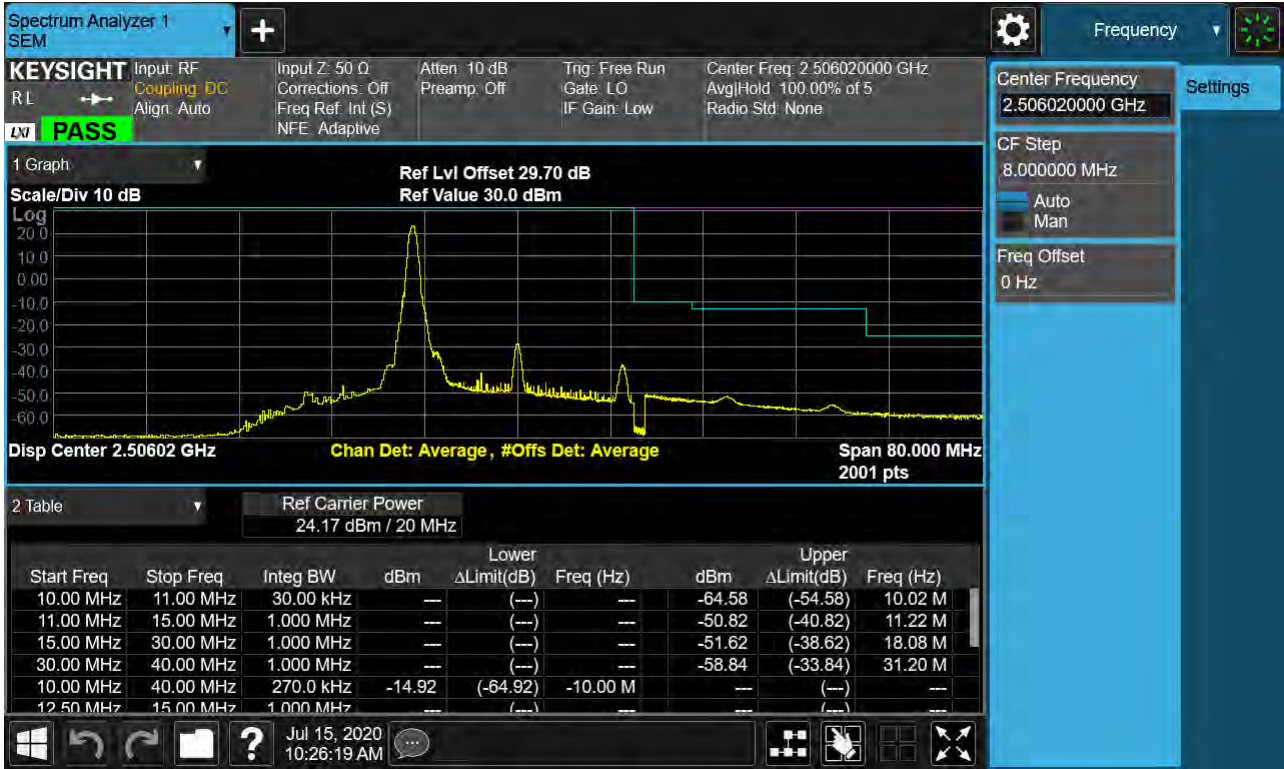 Spectrum Analyzer 1
SEM
+
Frequency
KEYSIGHT
RL
LXI PASS
Input: RF
Coupling: DC
Align: Auto
Input Z: 50 Ω
Corrections: Off
Freq Ref: Int (S)
NFE: Adaptive
Atten: 10 dB
Preamp: Off
Trig: Free Run
Gate: LO
IF Gain: Low
Center Freq: 2.506020000 GHz
Avg|Hold: 100.00% of 5
Radio Std: None
Center Frequency
2.506020000 GHz
Settings
CF Step
8.000000 MHz
Auto
Man
Freq Offset
0 Hz
1 Graph
Scale/Div 10 dB
Ref Lvl Offset 29.70 dB
Ref Value 30.0 dBm
Log
20.0
10.0
0.00
-10.0
-20.0
-30.0
-40.0
-50.0
-60.0
Disp Center 2.50602 GHz
Chan Det: Average, #Offs Det: Average
Span 80.000 MHz
2001 pts
2 Table
Ref Carrier Power
24.17 dBm / 20 MHz
Lower Upper
Start Freq Stop Freq Integ BW dBm ΔLimit(dB) Freq (Hz) dBm ΔLimit(dB) Freq (Hz)
10.00 MHz 11.00 MHz 30.00 kHz --- (---) --- -64.58 (-54.58) 10.02 M
11.00 MHz 15.00 MHz 1.000 MHz --- (---) --- -50.82 (-40.82) 11.22 M
15.00 MHz 30.00 MHz 1.000 MHz --- (---) --- -51.62 (-38.62) 18.08 M
30.00 MHz 40.00 MHz 1.000 MHz --- (---) --- -58.84 (-33.84) 31.20 M
10.00 MHz 40.00 MHz 270.0 kHz -14.92 (-64.92) -10.00 M --- (---) ---
12.50 MHz 15.00 MHz 1.000 MHz --- (---) --- --- (---) ---
?
Jul 15, 2020
10:26:19 AM